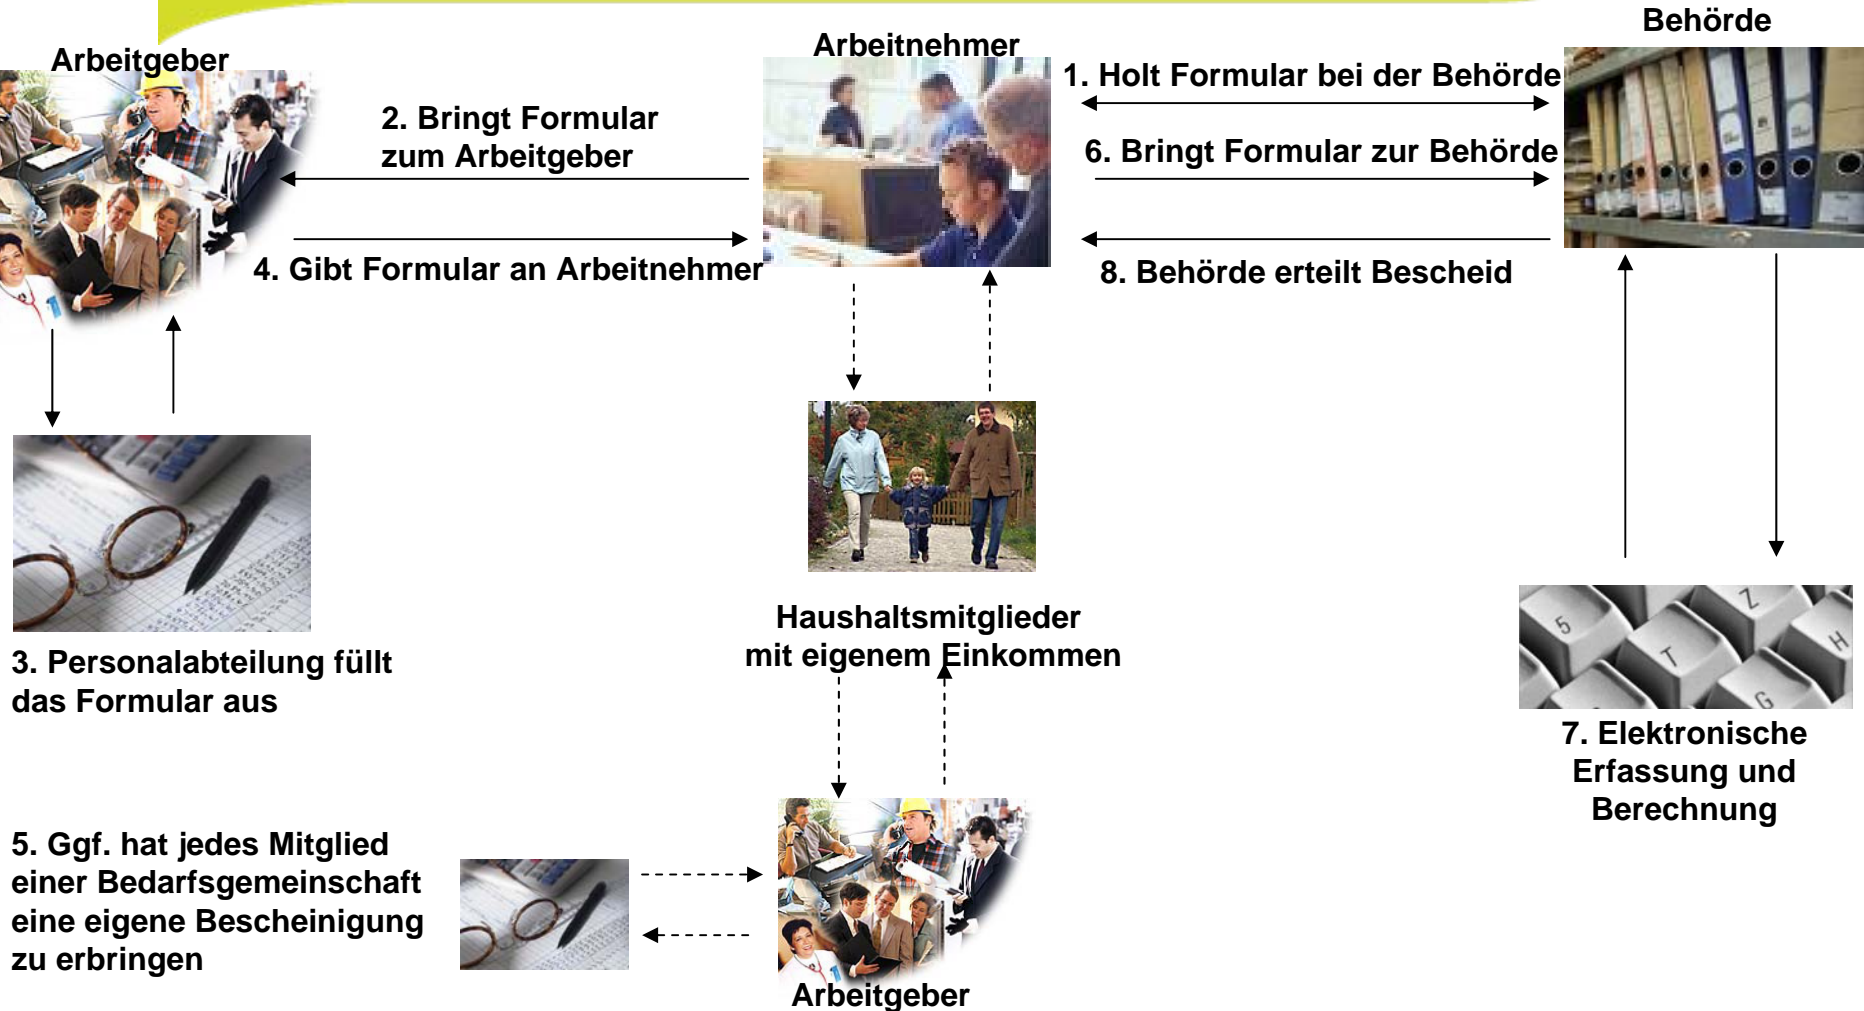 Behörde
Arbeitgeber
Arbeitnehmer
1. Holt Formular bei der Behörde
2. Bringt Formular
zum Arbeitgeber
6. Bringt Formular zur Behörde
4. Gibt Formular an Arbeitnehmer
8. Behörde erteilt Bescheid
Haushaltsmitglieder
mit eigenem Einkommen
3. Personalabteilung füllt
das Formular aus
5
T
Z
H
G
7. Elektronische
Erfassung und
Berechnung
5. Ggf. hat jedes Mitglied
einer Bedarfsgemeinschaft
eine eigene Bescheinigung
zu erbringen
Arbeitgeber